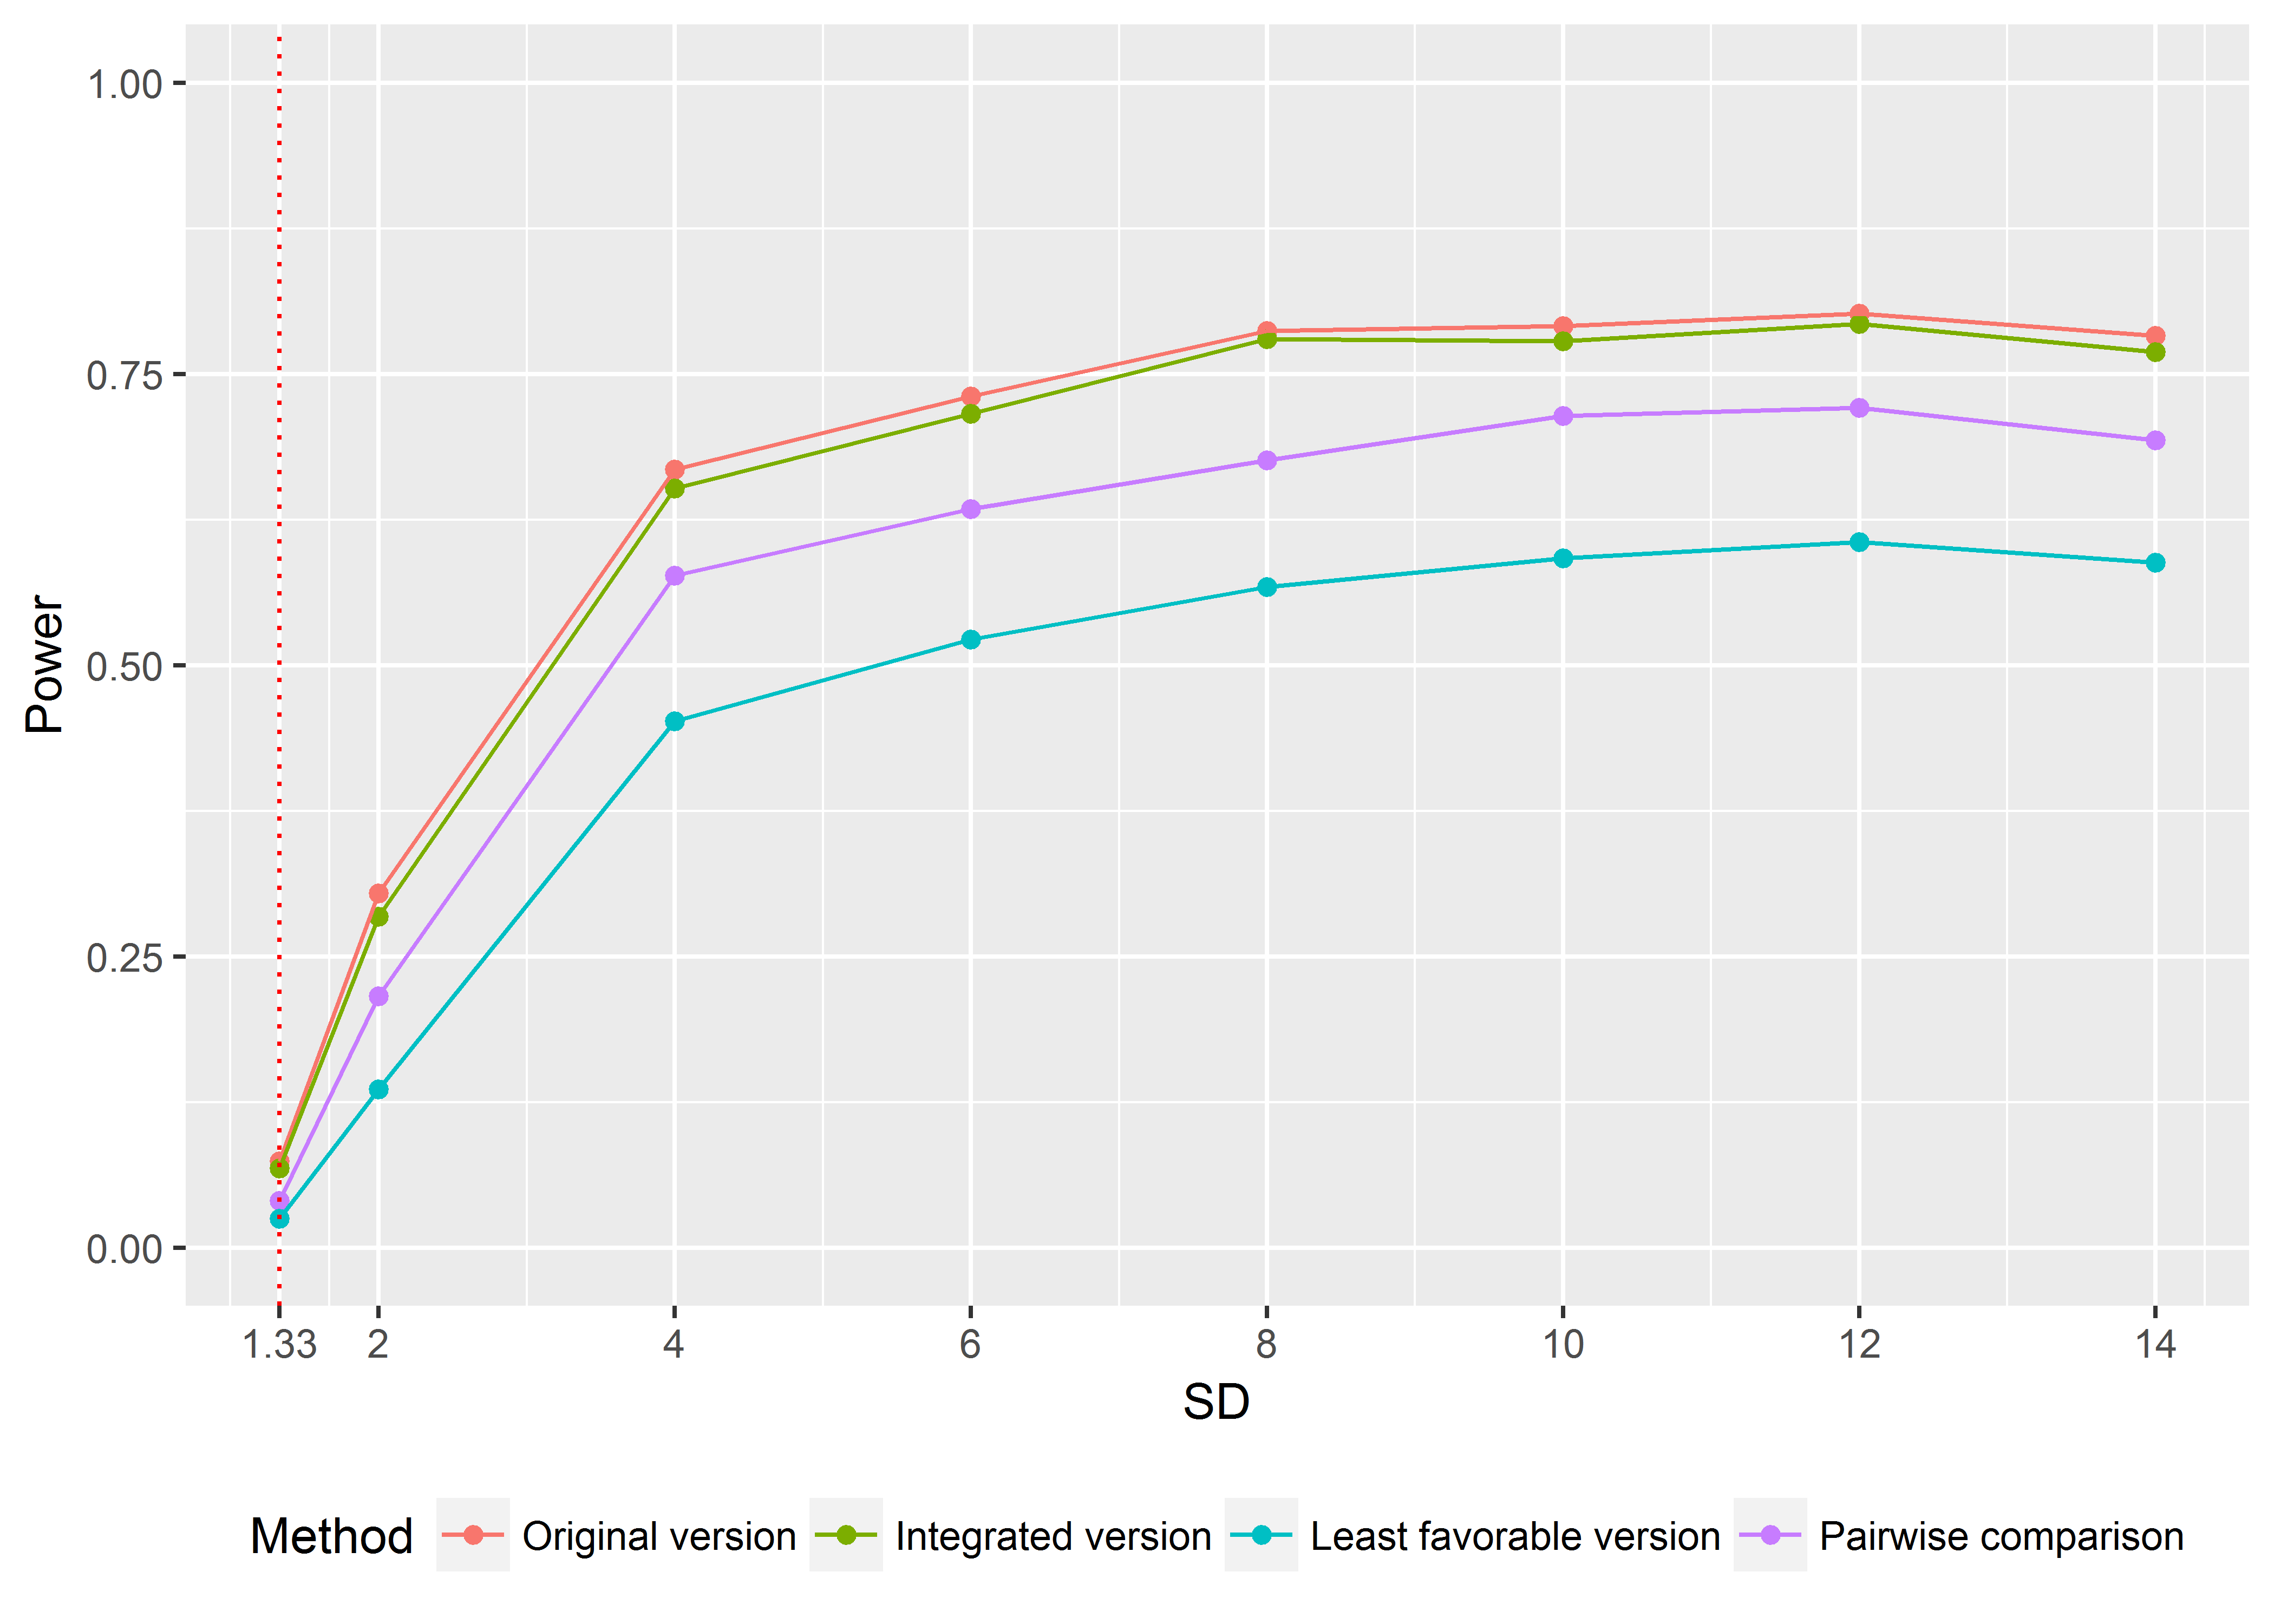 1.00
0.75
0.50
0.25
0.00
Power
1.33 2 4 6 8 10 12 14
SD
Method Original version Integrated version Least favorable version Pairwise comparison